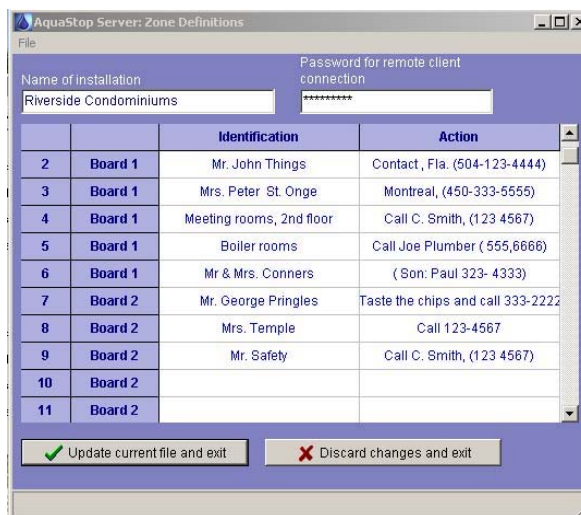 AquaStop Server: Zone Definitions
File
Name of installation
Password for remote client
connection
Riverside Condominiums
*********
Identification Action
2 Board 1 Mr. John Things Contact , Fla. (504-123-4444)
3 Board 1 Mrs. Peter St. Onge Montreal, (450-333-5555)
4 Board 1 Meeting rooms, 2nd floor Call C. Smith, (123 4567)
5 Board 1 Boiler rooms Call Joe Plumber ( 555,6666)
6 Board 1 Mr & Mrs. Conners ( Son: Paul 323- 4333)
7 Board 2 Mr. George Pringles Taste the chips and call 333-2222
8 Board 2 Mrs. Temple Call 123-4567
9 Board 2 Mr. Safety Call C. Smith, (123 4567)
10 Board 2
11 Board 2
Update current file and exit Discard changes and exit